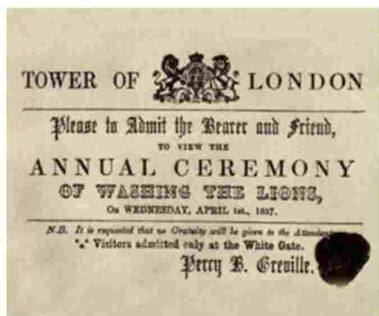 TOWER OF LONDON
Please to Admit the Bearer and Friend,
TO VIEW THE
ANNUAL CEREMONY
OF WASHING THE LIONS,
ON WEDNESDAY, APRIL 1st., 1857.
N.B. It is requested that no Gratuity will be given to the
*** Visitors admitted only at the White Gate.
Percy B. Greville.